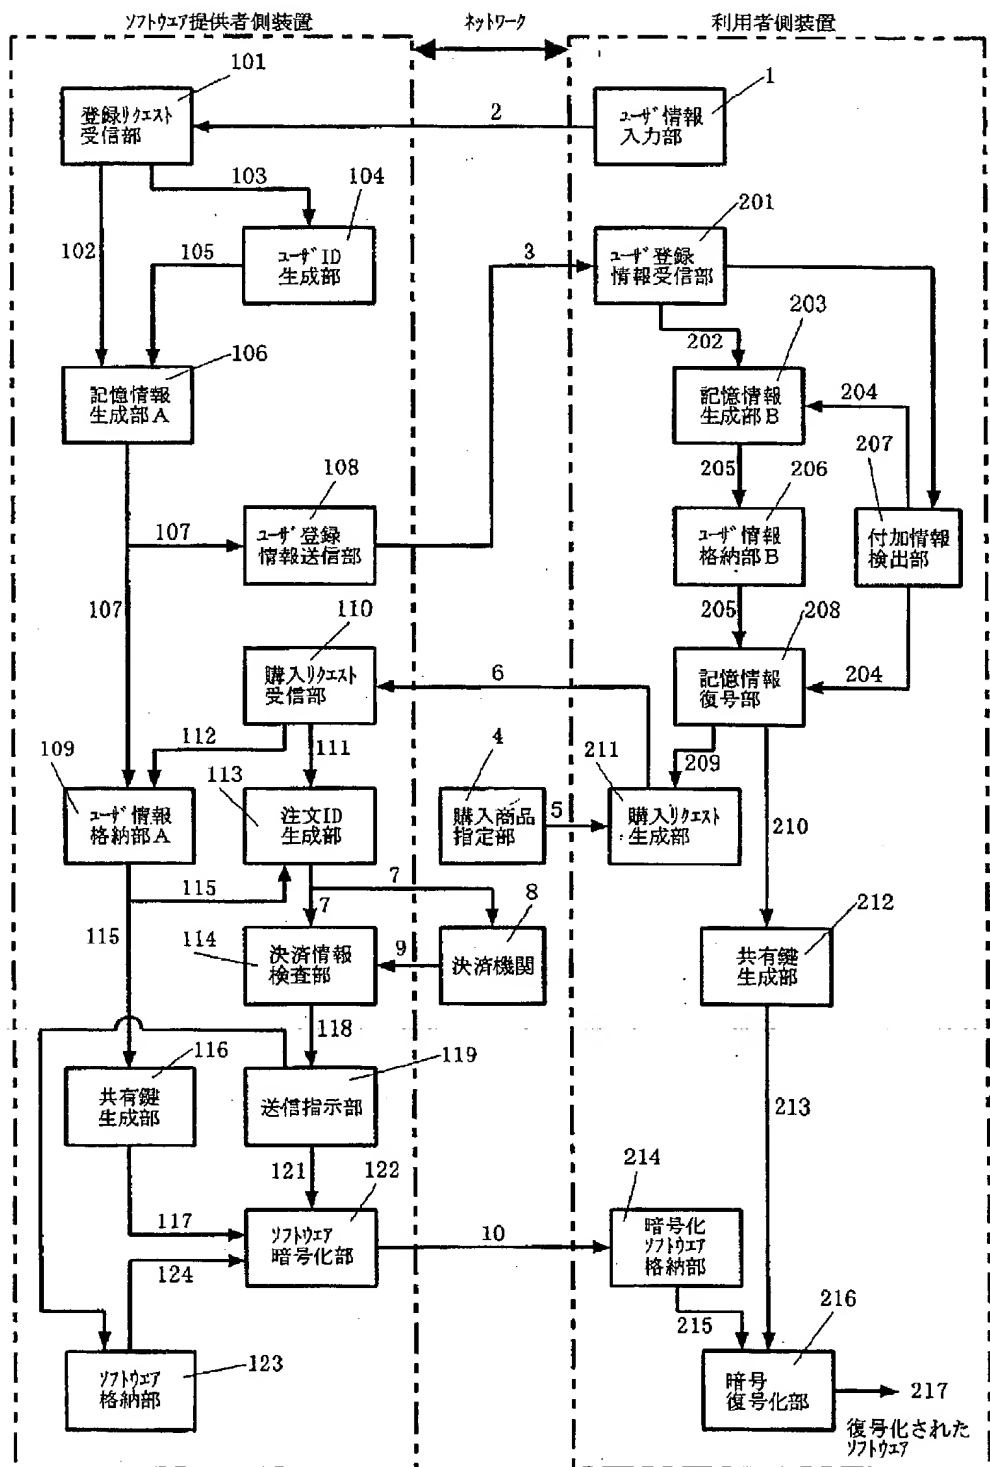 ソフトウエア提供者側装置
ネットワーク
利用者側装置
101
登録リクエスト
受信部
2
1
ユーザ情報
入力部
103
104
102
105
ユーザID
生成部
3
201
ユーザ登録
情報受信部
106
記憶情報
生成部A
202
203
記憶情報
生成部B
204
207
108
107
ユーザ登録
情報送信部
205
206
ユーザ情報
格納部B
付加情報
検出部
107
110
購入リクエスト
受信部
6
205
208
記憶情報
復号部
204
112
111
109
ユーザ情報
格納部A
113
注文ID
生成部
4
購入商品
指定部
5
211
209
購入リクエスト
生成部
210
115
7
7
8
115
114
決済情報
検査部
9
決済機関
212
共有鍵
生成部
118
116
共有鍵
生成部
119
送信指示部
213
121
122
117
ソフトウエア
暗号化部
10
214
暗号化
ソフトウエア
格納部
124
215
216
123
ソフトウエア
格納部
暗号
復号化部
217
復号化された
ソフトウエア